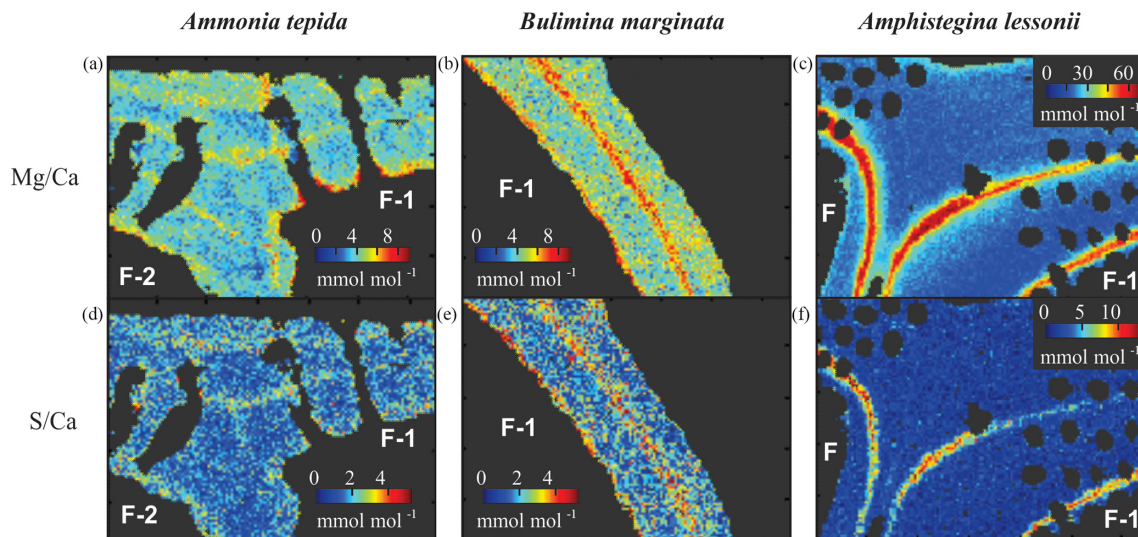 Ammonia tepida
Bulimina marginata
Amphistegina lessonii
Mg/Ca
(a)
F-1
F-2
0 4 8
mmol mol -1
(b)
F-1
0 4 8
mmol mol -1
(c)
0 30 60
mmol mol -1
F
F-1
S/Ca
(d)
F-1
F-2
0 2 4
mmol mol -1
(e)
F-1
0 2 4
mmol mol -1
(f)
0 5 10
mmol mol -1
F
F-1